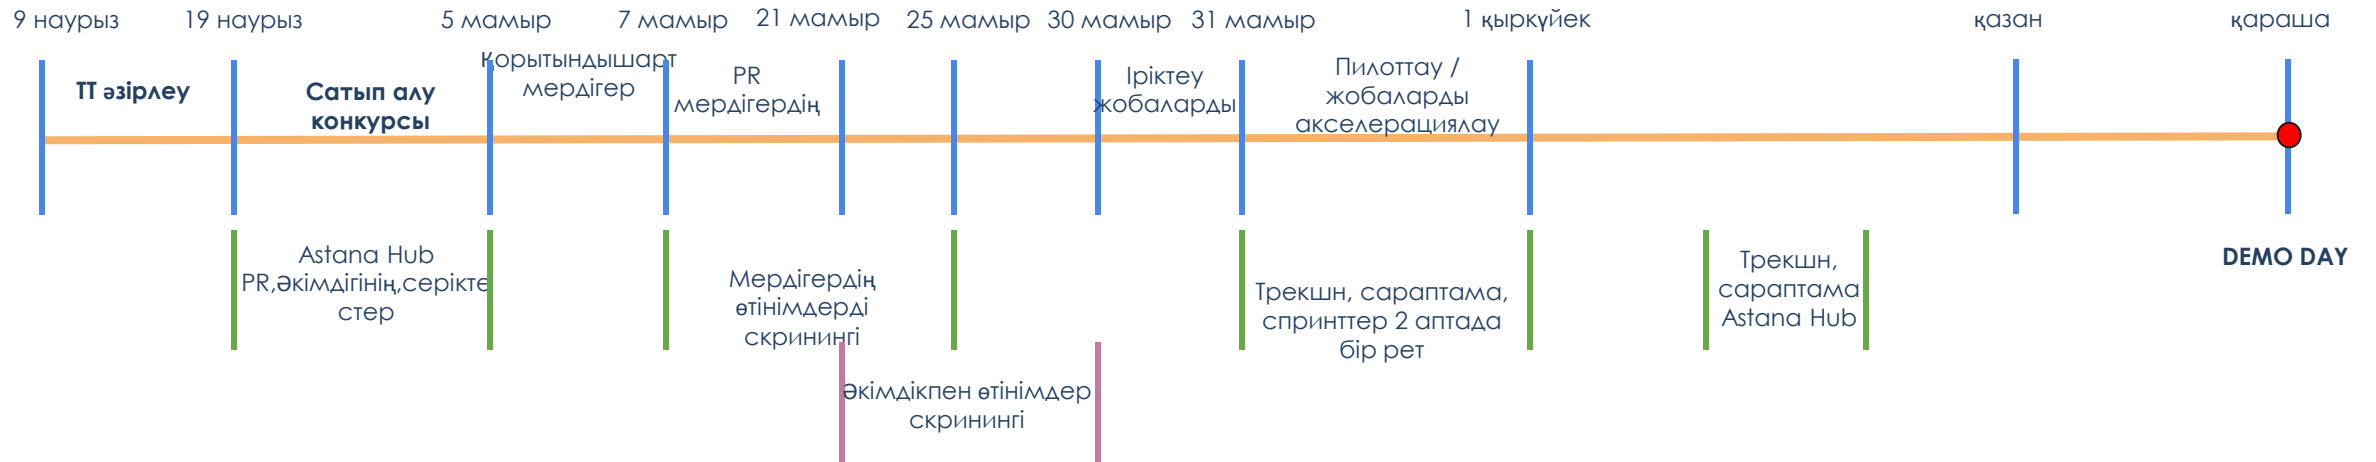 9 наурыз
19 наурыз
5 мамыр
7 мамыр
21 мамыр
25 мамыр
30 мамыр
31 мамыр
1 қыркүйек
қазан
қараша
ТТ әзірлеу
Сатып алу
конкурсы
Қорытындышарт
мердігер
PR
мердігердің
Іріктеу
жобаларды
Пилоттау /
жобаларды
акселерациялау
Astana Hub
PR,Әкімдігінің,серікте
стер
Мердігердің
өтінімдерді
скринингі
Әкімдікпен өтінімдер
скринингі
Трекшн, сараптама,
спринттер 2 аптада
бір рет
Трекшн,
сараптама
Astana Hub
DEMO DAY